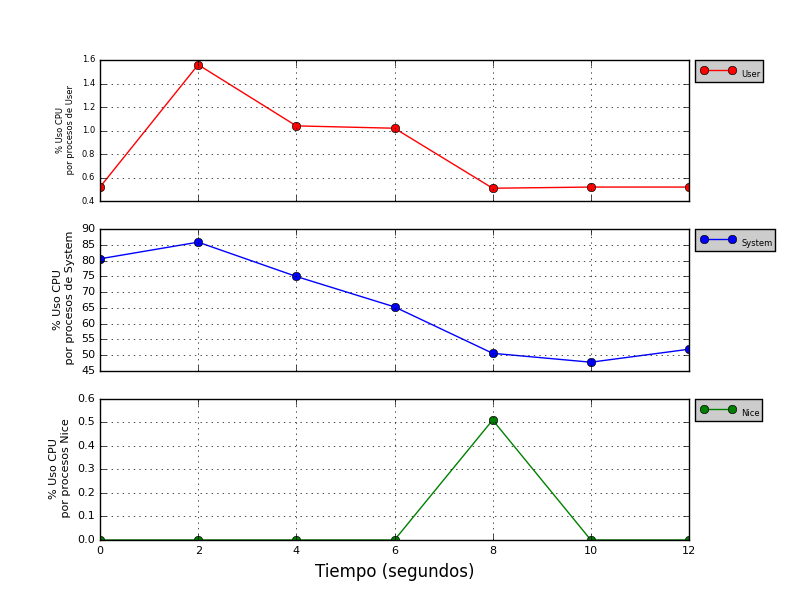 % Uso CPU
por procesos de User
1.6
1.4
1.2
1.0
0.8
0.6
0.4
User
% Uso CPU
por procesos de System
90
85
80
75
70
65
60
55
50
45
System
% Uso CPU
por procesos Nice
0.6
0.5
0.4
0.3
0.2
0.1
0.0
Nice
0 2 4 6 8 10 12
Tiempo (segundos)